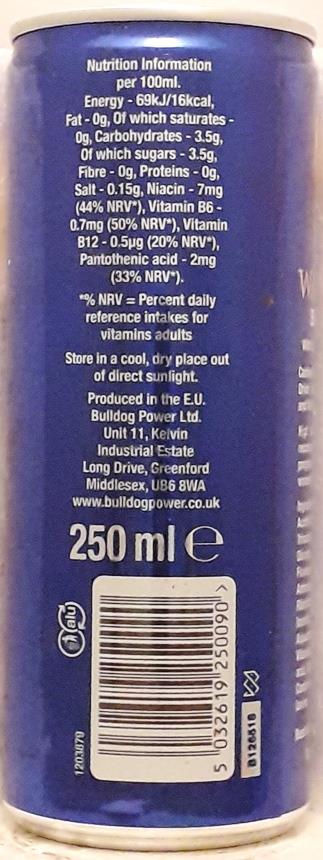 Nutrition Information
per 100ml.
Energy - 69kJ/16kcal,
Fat - 0g, Of which saturates -
0g, Carbohydrates - 3.5g,
Of which sugars - 3.5g,
Fibre - 0g, Proteins - 0g,
Salt - 0.15g, Niacin - 7mg
(44% NRV*), Vitamin B6 -
0.7mg (50% NRV*), Vitamin
B12 - 0.5µg (20% NRV*),
Pantothenic acid - 2mg
(33% NRV*).
*% NRV = Percent daily
reference intakes for
vitamins adults
Store in a cool, dry place out
of direct sunlight.
Produced in the E.U.
Bulldog Power Ltd.
Unit 11, Kelvin
Industrial Estate
Long Drive, Greenford
Middlesex, UB6 8WA
www.bulldogpower.co.uk
250 ml ℮
alu
5 032619 250090 >
1203879
B12661B